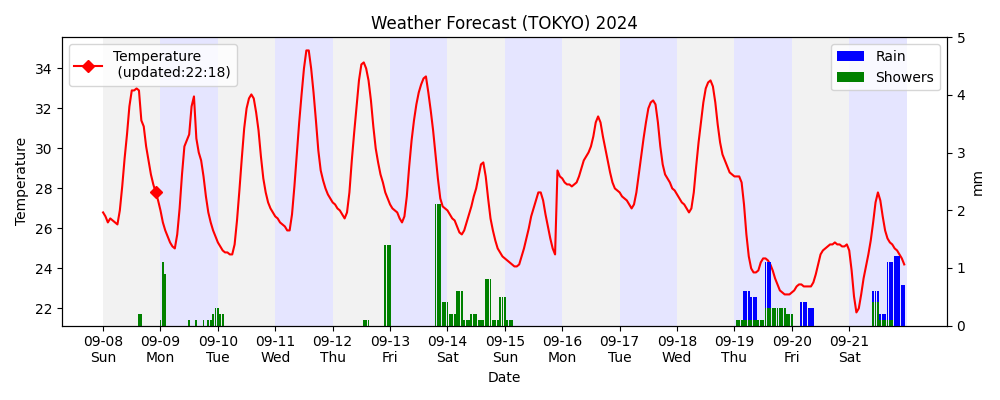 Weather Forecast (TOKYO) 2024
Temperature
(updated:22:18)
Rain
Showers
Temperature
34
32
30
28
26
24
22
5
4
3
2
1
0
mm
09-08 09-09 09-10 09-11 09-12 09-13 09-14 09-15 09-16 09-17 09-18 09-19 09-20 09-21
Sun Mon Tue Wed Thu Fri Sat Sun Mon Tue Wed Thu Fri Sat
Date